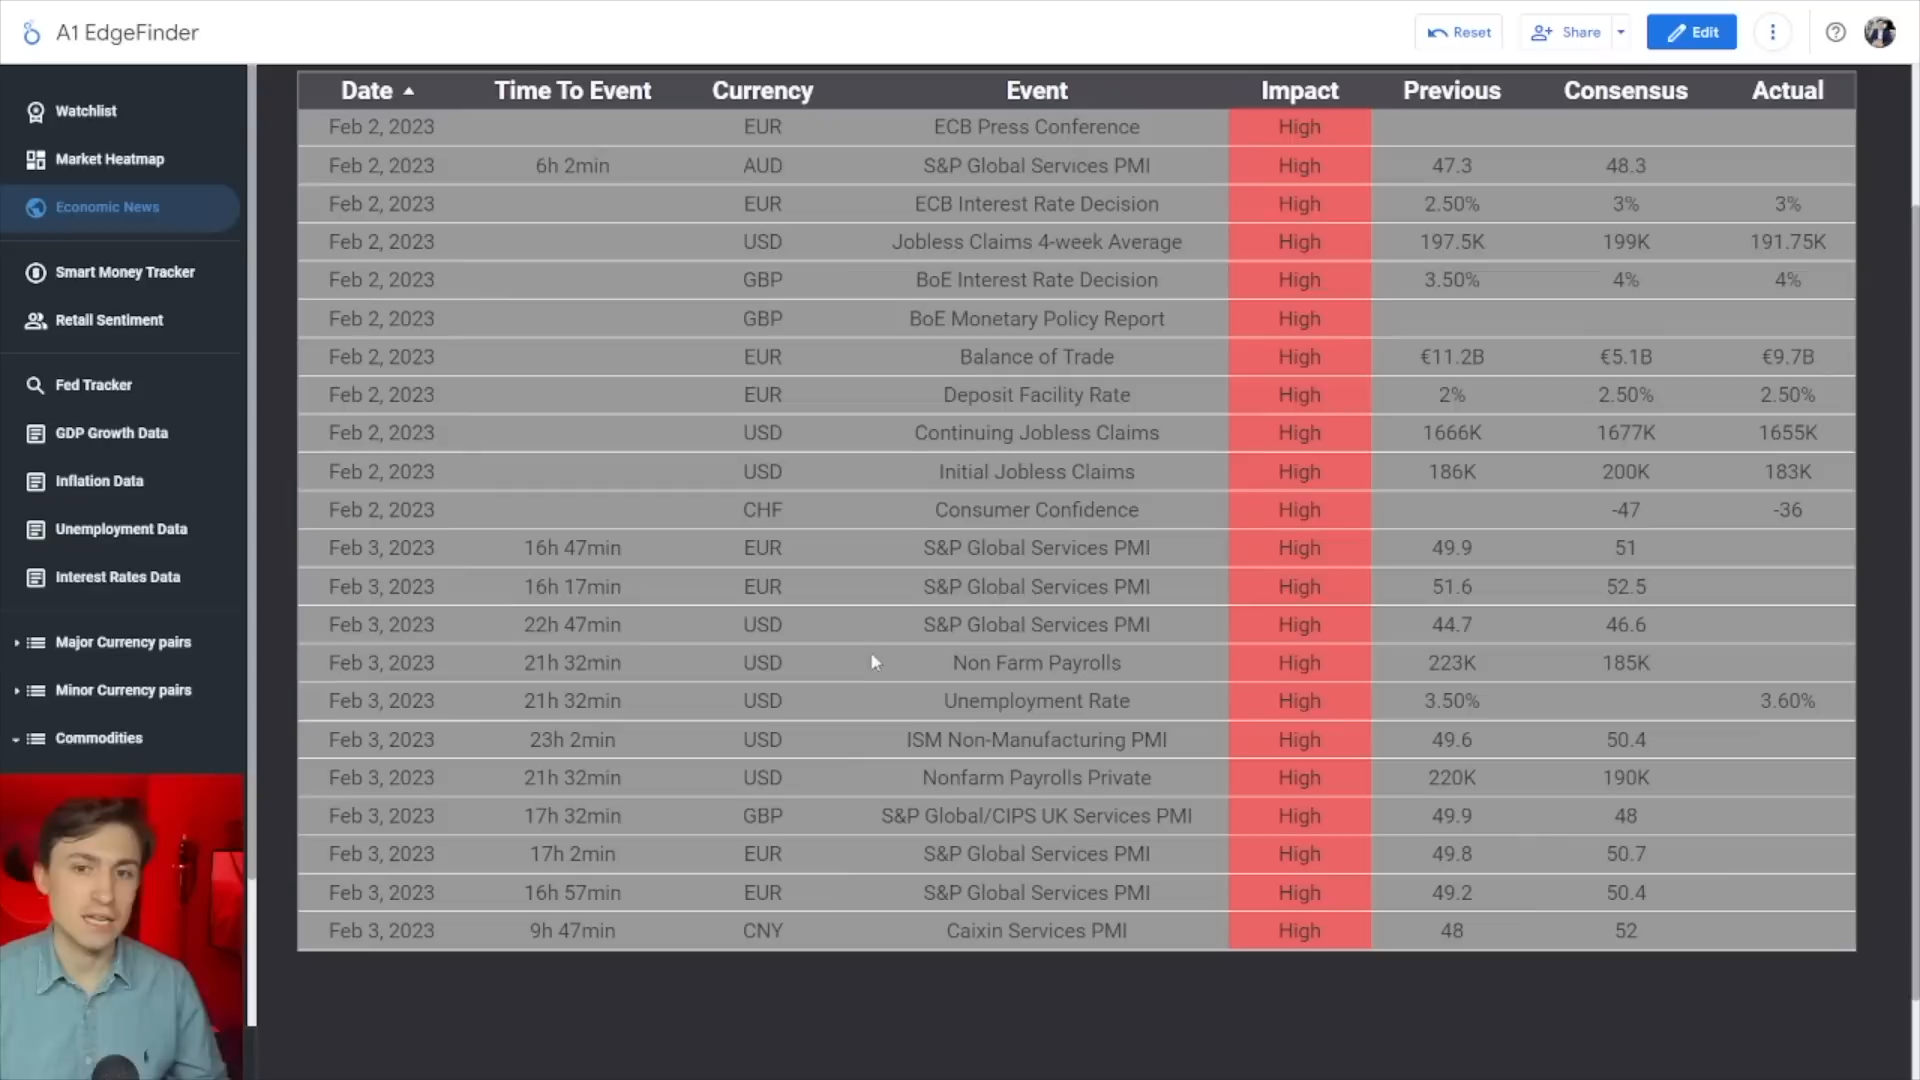 A1 EdgeFinder
Reset
Share
Edit
Watchlist
Market Heatmap
Economic News
Smart Money Tracker
Retail Sentiment
Fed Tracker
GDP Growth Data
Inflation Data
Unemployment Data
Interest Rates Data
Major Currency pairs
Minor Currency pairs
Commodities
Date Time To Event Currency Event Impact Previous Consensus Actual
Feb 2, 2023 EUR ECB Press Conference High
Feb 2, 2023 6h 2min AUD S&P Global Services PMI High 47.3 48.3
Feb 2, 2023 EUR ECB Interest Rate Decision High 2.50% 3% 3%
Feb 2, 2023 USD Jobless Claims 4-week Average High 197.5K 199K 191.75K
Feb 2, 2023 GBP BoE Interest Rate Decision High 3.50% 4% 4%
Feb 2, 2023 GBP BoE Monetary Policy Report High
Feb 2, 2023 EUR Balance of Trade High €11.2B €5.1B €9.7B
Feb 2, 2023 EUR Deposit Facility Rate High 2% 2.50% 2.50%
Feb 2, 2023 USD Continuing Jobless Claims High 1666K 1677K 1655K
Feb 2, 2023 USD Initial Jobless Claims High 186K 200K 183K
Feb 2, 2023 CHF Consumer Confidence High -47 -36
Feb 3, 2023 16h 47min EUR S&P Global Services PMI High 49.9 51
Feb 3, 2023 16h 17min EUR S&P Global Services PMI High 51.6 52.5
Feb 3, 2023 22h 47min USD S&P Global Services PMI High 44.7 46.6
Feb 3, 2023 21h 32min USD Non Farm Payrolls High 223K 185K
Feb 3, 2023 21h 32min USD Unemployment Rate High 3.50% 3.60%
Feb 3, 2023 23h 2min USD ISM Non-Manufacturing PMI High 49.6 50.4
Feb 3, 2023 21h 32min USD Nonfarm Payrolls Private High 220K 190K
Feb 3, 2023 17h 32min GBP S&P Global/CIPS UK Services PMI High 49.9 48
Feb 3, 2023 17h 2min EUR S&P Global Services PMI High 49.8 50.7
Feb 3, 2023 16h 57min EUR S&P Global Services PMI High 49.2 50.4
Feb 3, 2023 9h 47min CNY Caixin Services PMI High 48 52